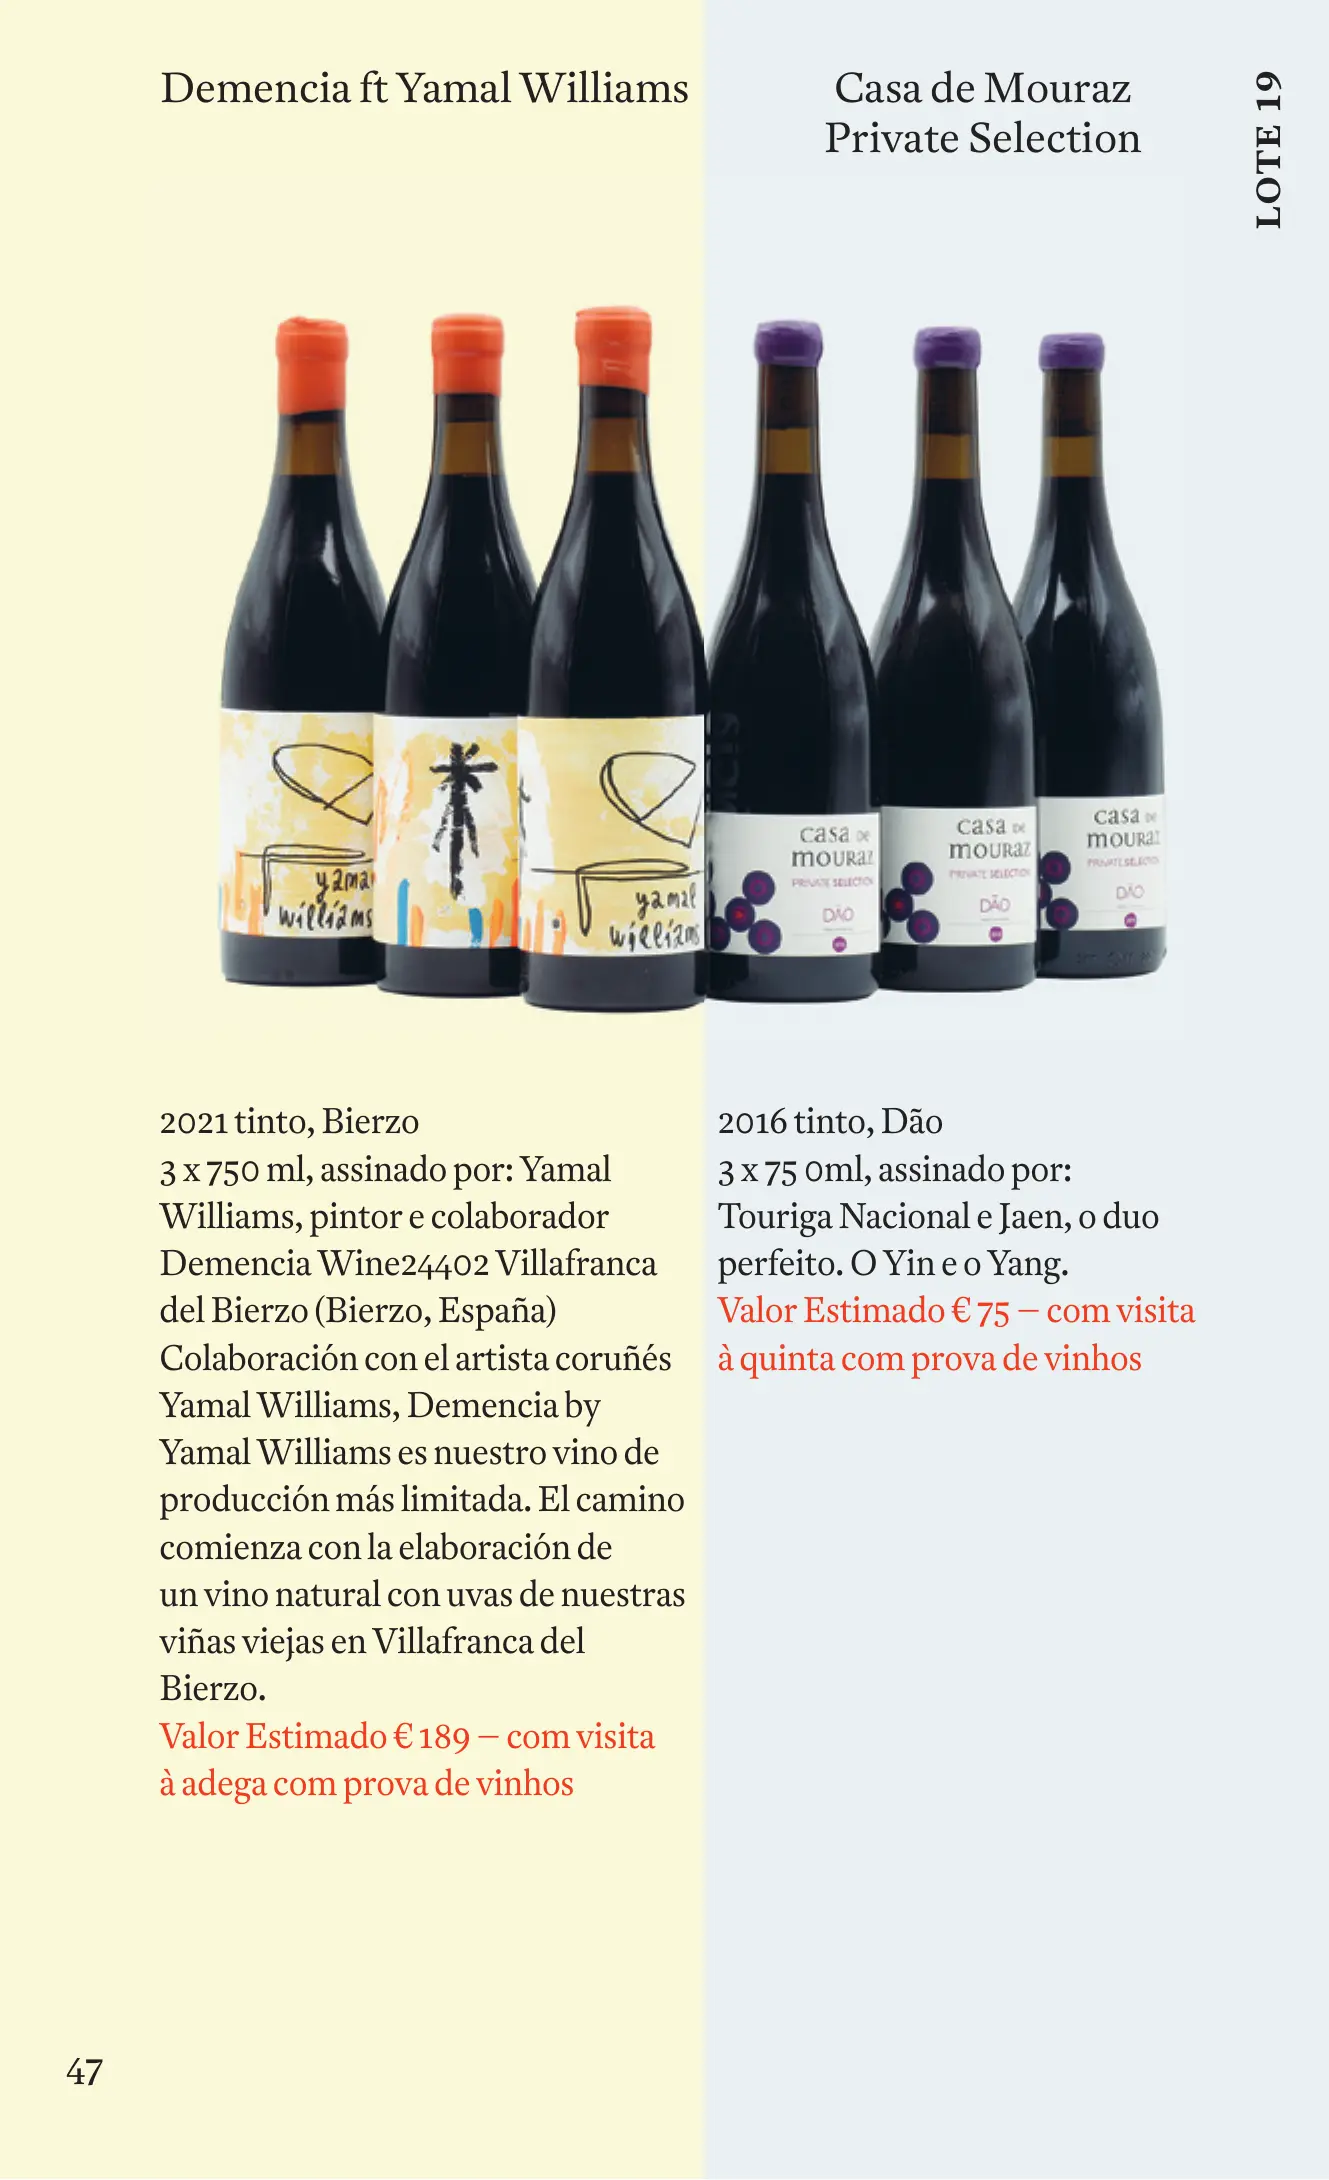 Demencia ft Yamal Williams
Casa de Mouraz
Private Selection
LOTE 19
yama
williams
yamal
williams
casa DE
mouraz
PRIVATE SELECTION
DÃO
casa DE
mouraz
PRIVATE SELECTION
DÃO
casa DE
mouraz
PRIVATE SELECTION
DÃO
2021 tinto, Bierzo
3 x 750 ml, assinado por: Yamal
Williams, pintor e colaborador
Demencia Wine24402 Villafranca
del Bierzo (Bierzo, España)
Colaboración con el artista coruñés
Yamal Williams, Demencia by
Yamal Williams es nuestro vino de
producción más limitada. El camino
comienza con la elaboración de
un vino natural con uvas de nuestras
viñas viejas en Villafranca del
Bierzo.
Valor Estimado € 189 – com visita
à adega com prova de vinhos
2016 tinto, Dão
3 x 75 0ml, assinado por:
Touriga Nacional e Jaen, o duo
perfeito. O Yin e o Yang.
Valor Estimado € 75 – com visita
à quinta com prova de vinhos
47